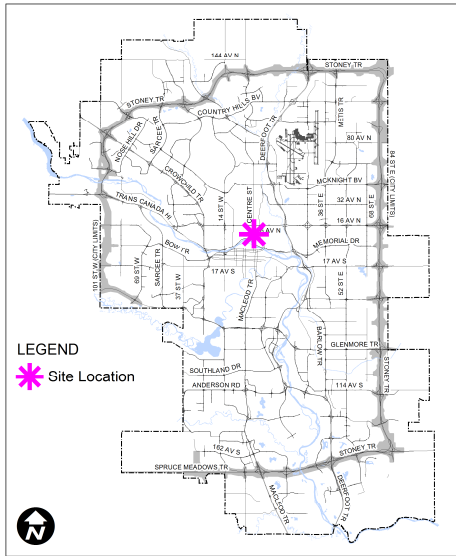 144 AV N
STONEY TR
STONEY TR
COUNTRY HILLS BV
METIS TR
NOSE HILL DR
SARCEE TR
DEERFOOT TR
80 AV N
84 ST E (CITY LIMITS)
CROWCHILD TR
MCKNIGHT BV
TRANS CANADA HI
14 ST W
CENTRE ST
36 ST E
32 AV N
68 ST E
16 AV N
AV N
MEMORIAL DR
101 ST W (CITY LIMITS)
BOW TR
69 ST W
SARCEE TR
37 ST W
17 AV S
17 AV S
MACLEOD TR
52 ST E
BARLOW TR
GLENMORE TR
STONEY TR
LEGEND
Site Location
SOUTHLAND DR
ANDERSON RD
114 AV S
162 AV S
STONEY TR
SPRUCE MEADOWS TR
MACLEOD TR
DEERFOOT TR
N